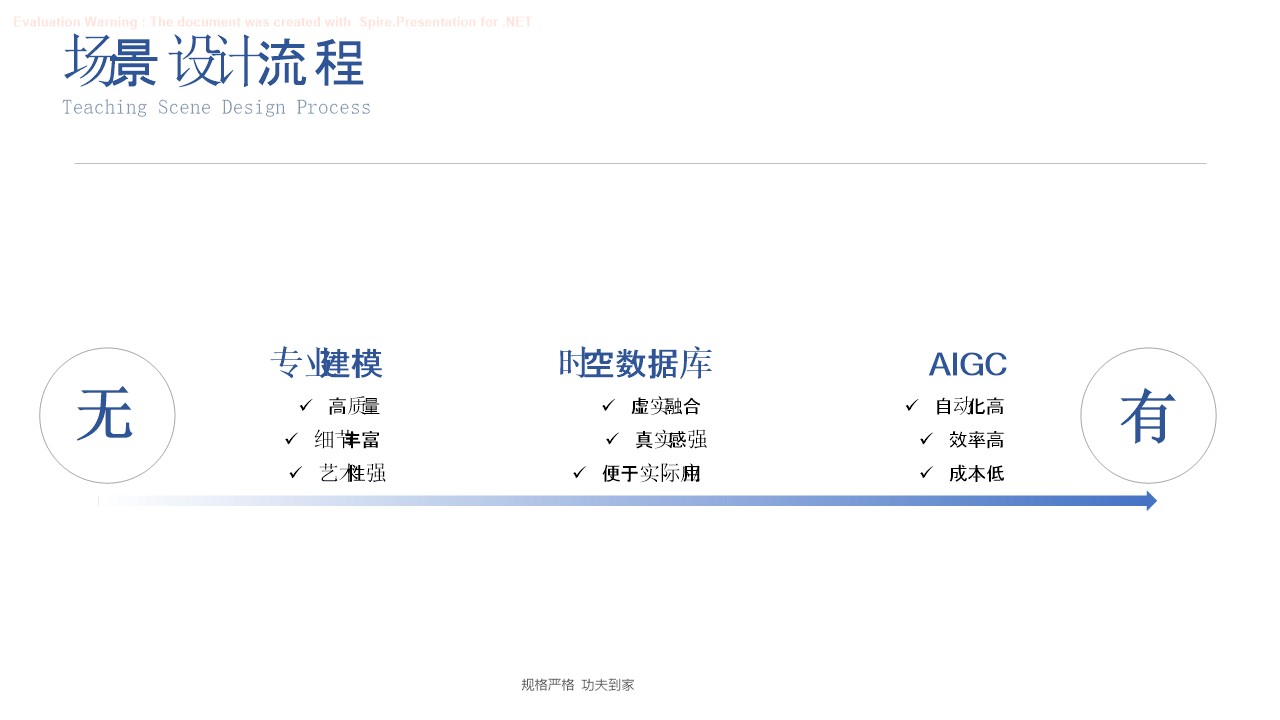 Evaluation Warning : The document was created with Spire.Presentation for .NET
场景设计流程
Teaching Scene Design Process
无
专业建模
✓ 高质量
✓ 细节丰富
✓ 艺术性强
时空数据库
✓ 虚实融合
✓ 真实感强
✓ 便于实际应用
AIGC
✓ 自动化高
✓ 效率高
✓ 成本低
有
规格严格 功夫到家